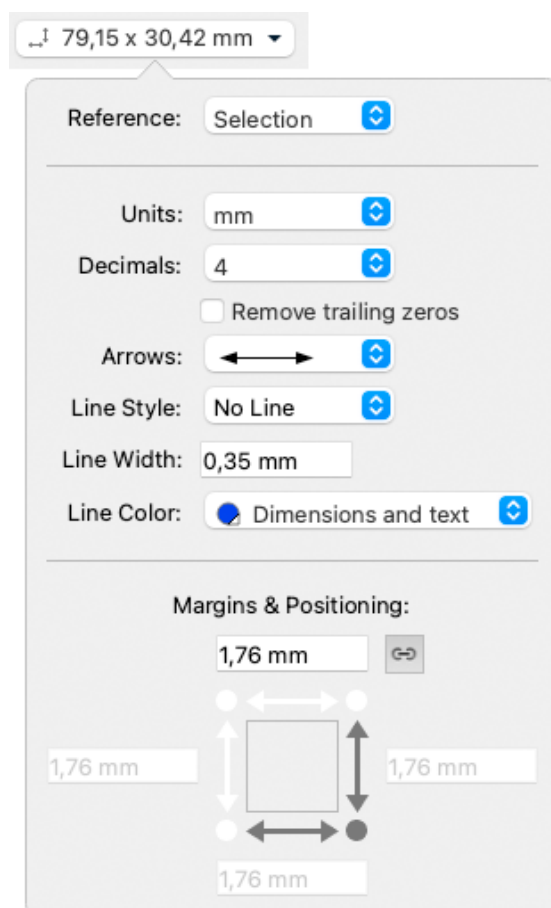 79,15 x 30,42 mm
Reference: Selection
Units: mm
Decimals: 4
Remove trailing zeros
Arrows:
Line Style: No Line
Line Width: 0,35 mm
Line Color: Dimensions and text
Margins & Positioning:
1,76 mm
1,76 mm 1,76 mm
1,76 mm